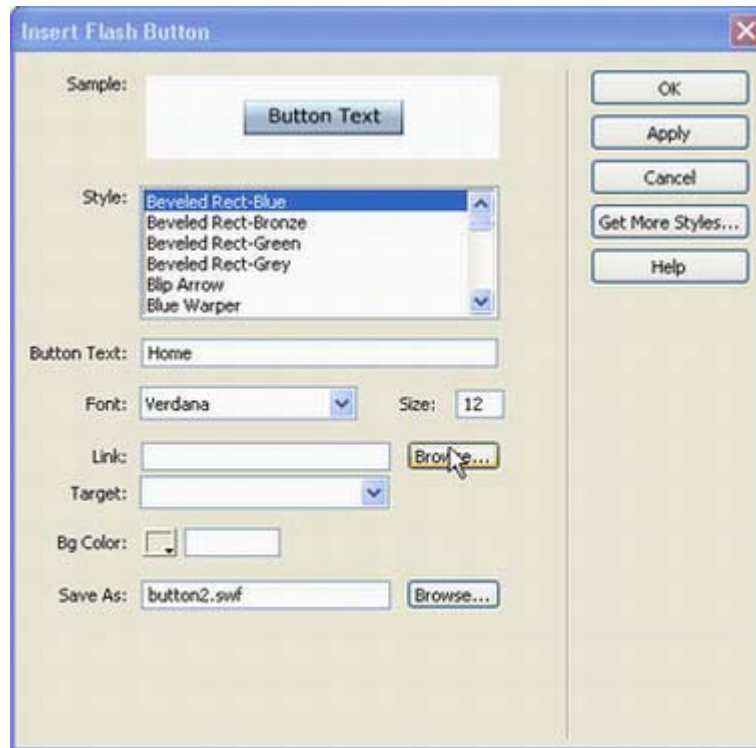 Insert Flash Button
Sample:
Button Text
Style:
Beveled Rect-Blue
Beveled Rect-Bronze
Beveled Rect-Green
Beveled Rect-Grey
Blip Arrow
Blue Warper
Button Text: Home
Font: Verdana Size: 12
Link: Browse...
Target:
Bg Color:
Save As: button2.swf Browse...
OK
Apply
Cancel
Get More Styles...
Help